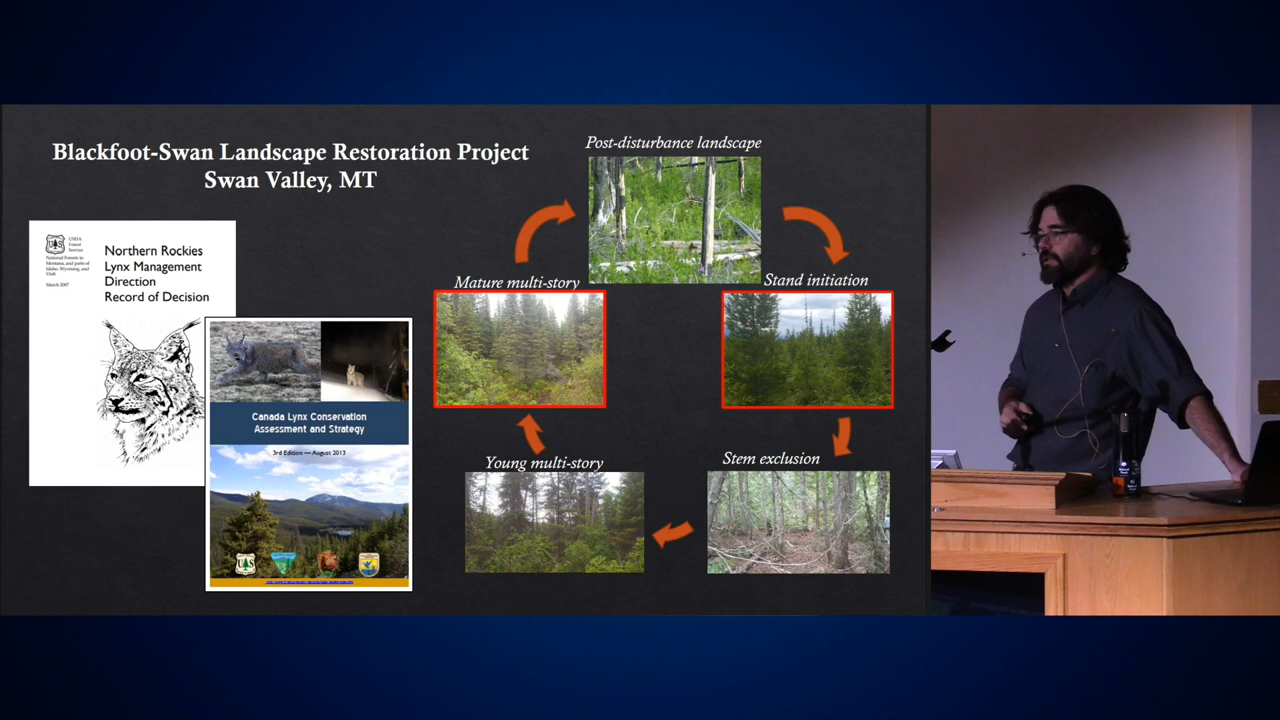 Blackfoot-Swan Landscape Restoration Project
Swan Valley, MT
Post-disturbance landscape
Mature multi-story
Stand initiation
Young multi-story
Stem exclusion
USDA
Forest
Service
National Forests in
Montana, and parts of
Idaho, Wyoming, and
Utah
March 2007
Northern Rockies
Lynx Management
Direction
Record of Decision
Canada Lynx Conservation
Assessment and Strategy
3rd Edition — August 2013